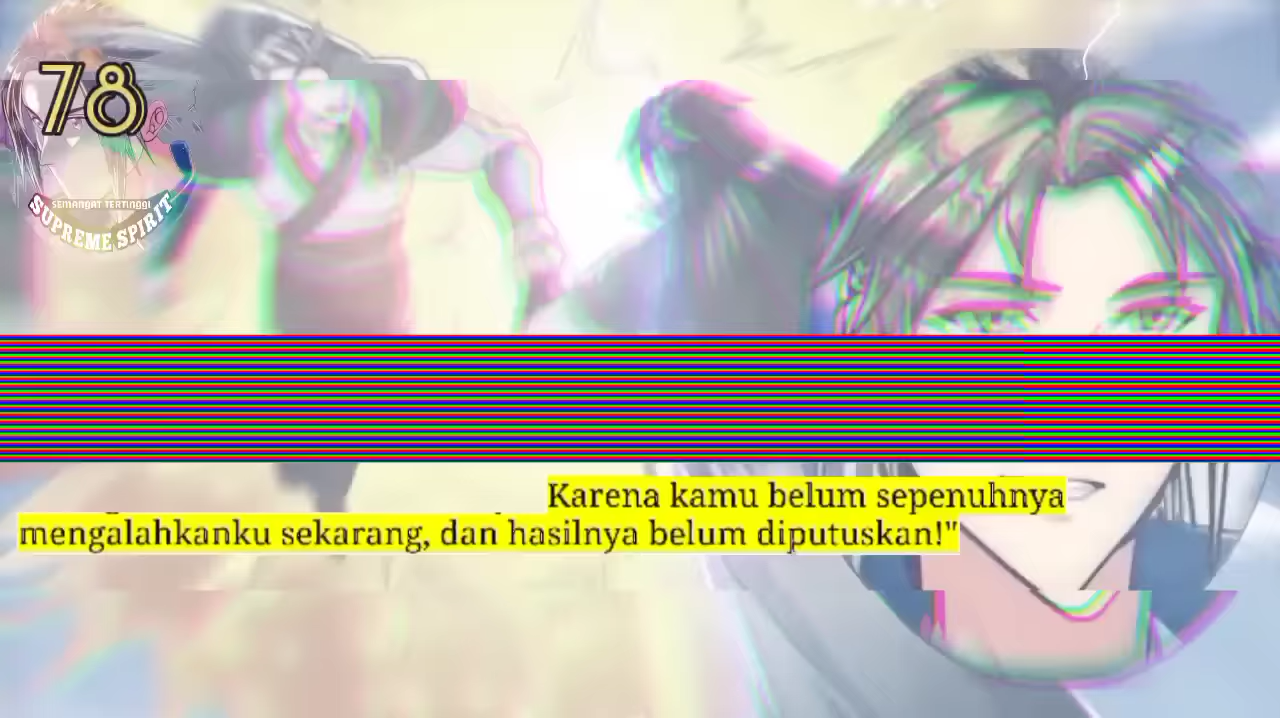 78
SEMANGAT TERTINGGI
SUPREME SPIRIT
Karena kamu belum sepenuhnya
mengalahkanku sekarang, dan hasilnya belum diputuskan!"